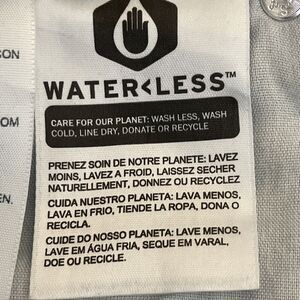 WATER<LESS™
CARE FOR OUR PLANET: WASH LESS, WASH
COLD, LINE DRY, DONATE OR RECYCLE
PRENEZ SOIN DE NOTRE PLANETE: LAVEZ
MOINS, LAVEZ A FROID, LAISSEZ SECHER
NATURELLEMENT, DONNEZ OU RECYCLEZ
CUIDA NUESTRO PLANETA: LAVA MENOS,
LAVA EN FRIO, TIENDE LA ROPA, DONA O
RECICLA.
CUIDE DO NOSSO PLANETA: LAVE MENOS,
LAVE EM ÁGUA FRIA, SEQUE EM VARAL,
DOE OU RECICLE.